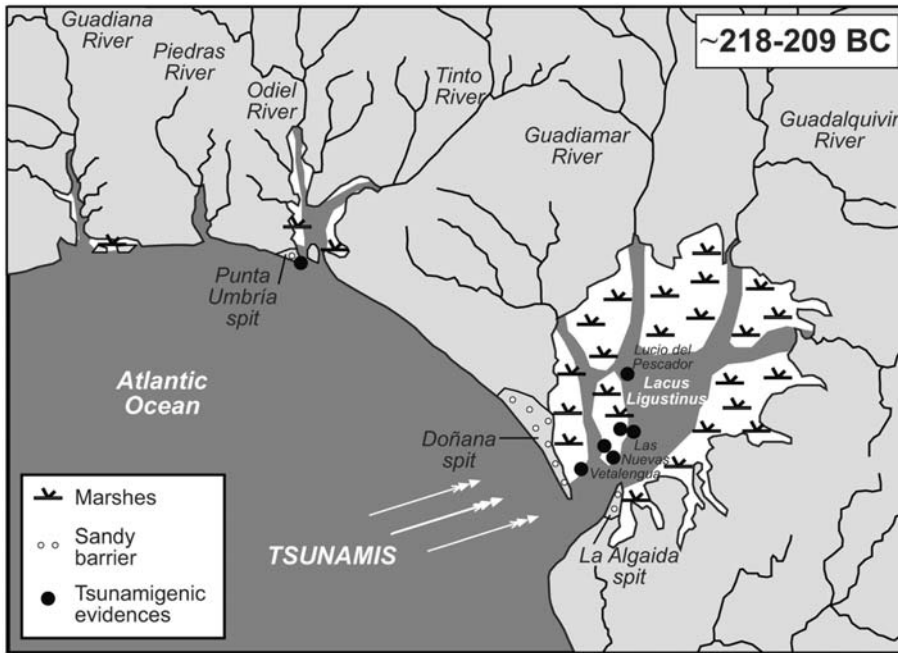 ~218-209 BC
Guadiana
River
Piedras
River
Odiel
River
Tinto
River
Guadiamar
River
Guadalquivir
River
Punta
Umbría
spit
Atlantic
Ocean
Lucio del
Pescador
Lacus
Ligustinus
Doñana
spit
Las
Nuevas
Vetalengua
TSUNAMIS
La Algaida
spit
Marshes
Sandy
barrier
Tsunamigenic
evidences